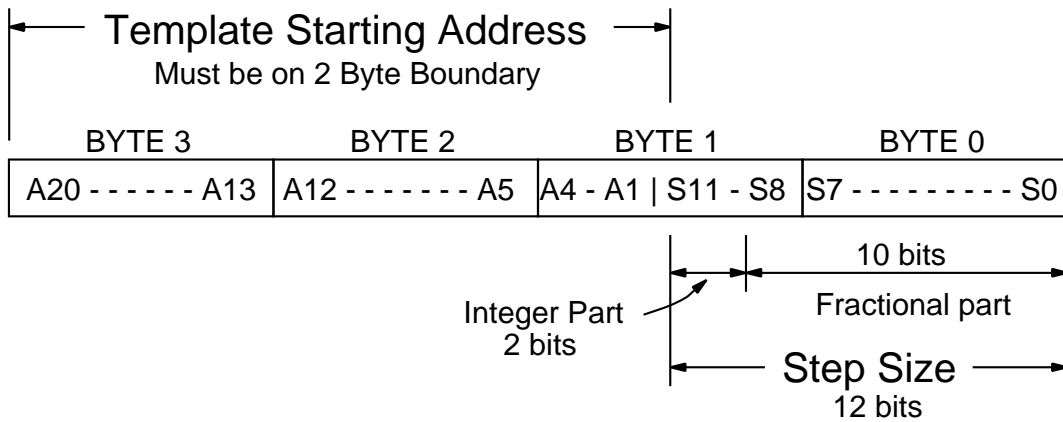 Template Starting Address
Must be on 2 Byte Boundary
BYTE 3 BYTE 2 BYTE 1 BYTE 0
A20 - - - - - - A13 A12 - - - - - - - A5 A4 - A1 | S11 - S8 S7 - - - - - - - - - S0
10 bits
Integer Part Fractional part
2 bits
Step Size
12 bits